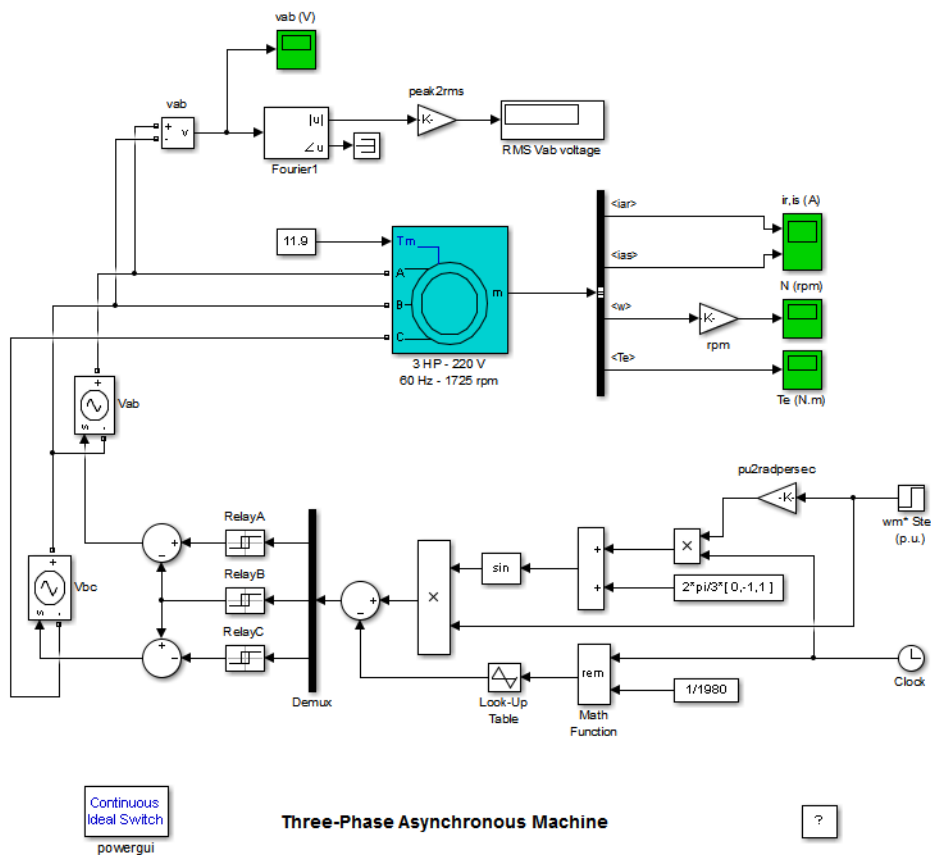 vab (V)
peak2rms
vab
+
-
v
|u|
∠u
K-
RMS Vab voltage
Fourier1
<iar>
ir,is (A)
11.9
Tm
A
B
C
m
<ias>
N (rpm)
<w>
K-
rpm
<Te>
3 HP - 220 V
60 Hz - 1725 rpm
Te (N.m)
+
Vab
s
-
pu2radpersec
-K-
wm* Ste
(p.u.)
RelayA
RelayB
RelayC
+
−
+
−
Demux
+
−
×
sin
+
+
×
2*pi/3*[ 0,-1,1 ]
+
Vbc
s
-
Look-Up
Table
rem
Math
Function
1/1980
Clock
Continuous
Ideal Switch
powergui
Three-Phase Asynchronous Machine
?